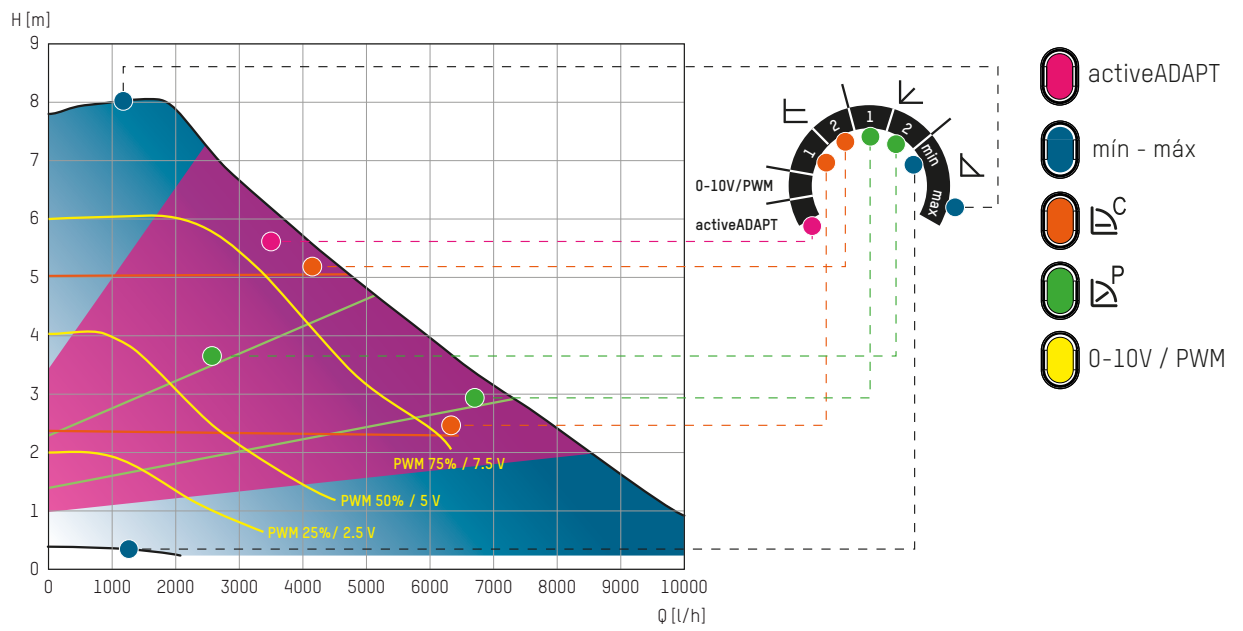 H [m]
9
8
7
6
5
4
3
2
1
0
0 1000 2000 3000 4000 5000 6000 7000 8000 9000 10000
Q [l/h]
PWM 75% / 7.5 V
PWM 50% / 5 V
PWM 25%/ 2.5 V
0-10V/PWM
activeADAPT
1
2
1
2
min
max
activeADAPT
mín - máx
C
P
0-10V / PWM